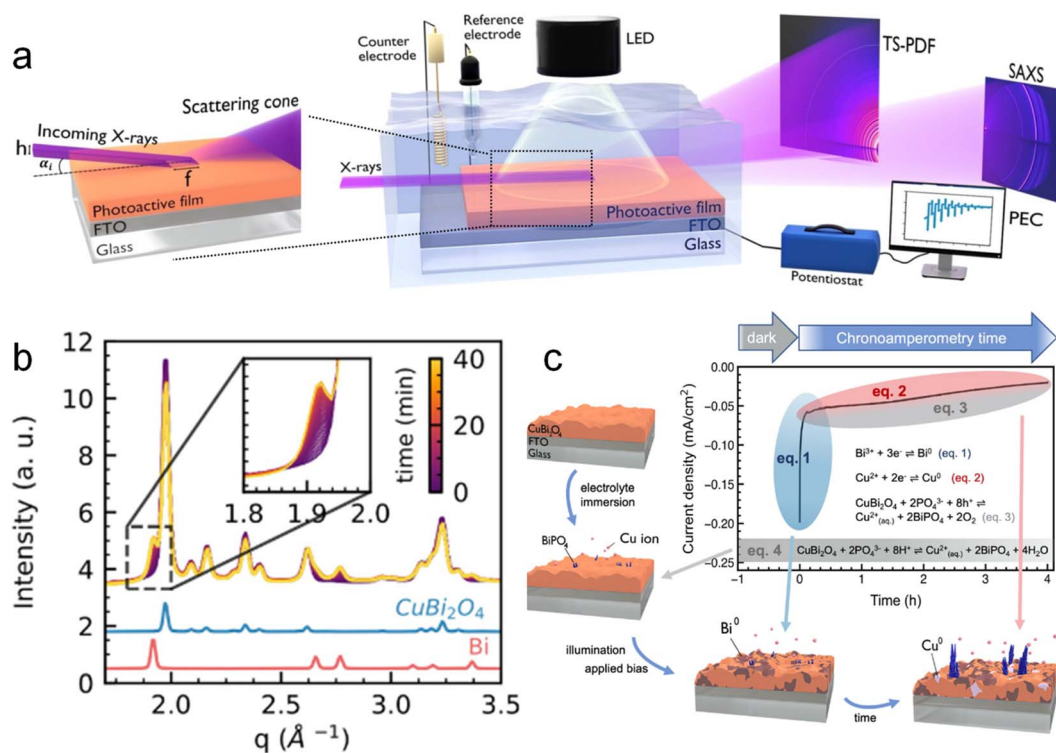 a
Scattering cone
Incoming X-rays
h
αi
f
Photoactive film
FTO
Glass
Counter
electrode
Reference
electrode
LED
X-rays
Photoactive film
FTO
Glass
TS-PDF
SAXS
PEC
Potentiostat
b
Intensity (a. u.)
12
10
8
6
4
2
0
1.8 1.9 2.0
time (min)
40
20
0
CuBi2O4
Bi
2.0 2.5 3.0 3.5
q (Å -1)
c
dark
Chronoamperometry time
CuBi2O4
FTO
Glass
electrolyte
immersion
BiPO4
Cu ion
illumination
applied bias
Current density (mA/cm2)
0.00
−0.05
−0.10
−0.15
−0.20
−0.25
eq. 1
eq. 2
eq. 3
Bi3+ + 3e- ⇌ Bi0 (eq. 1)
Cu2+ + 2e- ⇌ Cu0 (eq. 2)
CuBi2O4 + 2PO43- + 8h+ ⇌
Cu2+(aq.) + 2BiPO4 + 2O2 (eq. 3)
eq. 4 CuBi2O4 + 2PO43- + 8H+ ⇌ Cu2+(aq.) + 2BiPO4 + 4H2O
-1 0 1 2 3 4
Time (h)
Bi0
time
Cu0